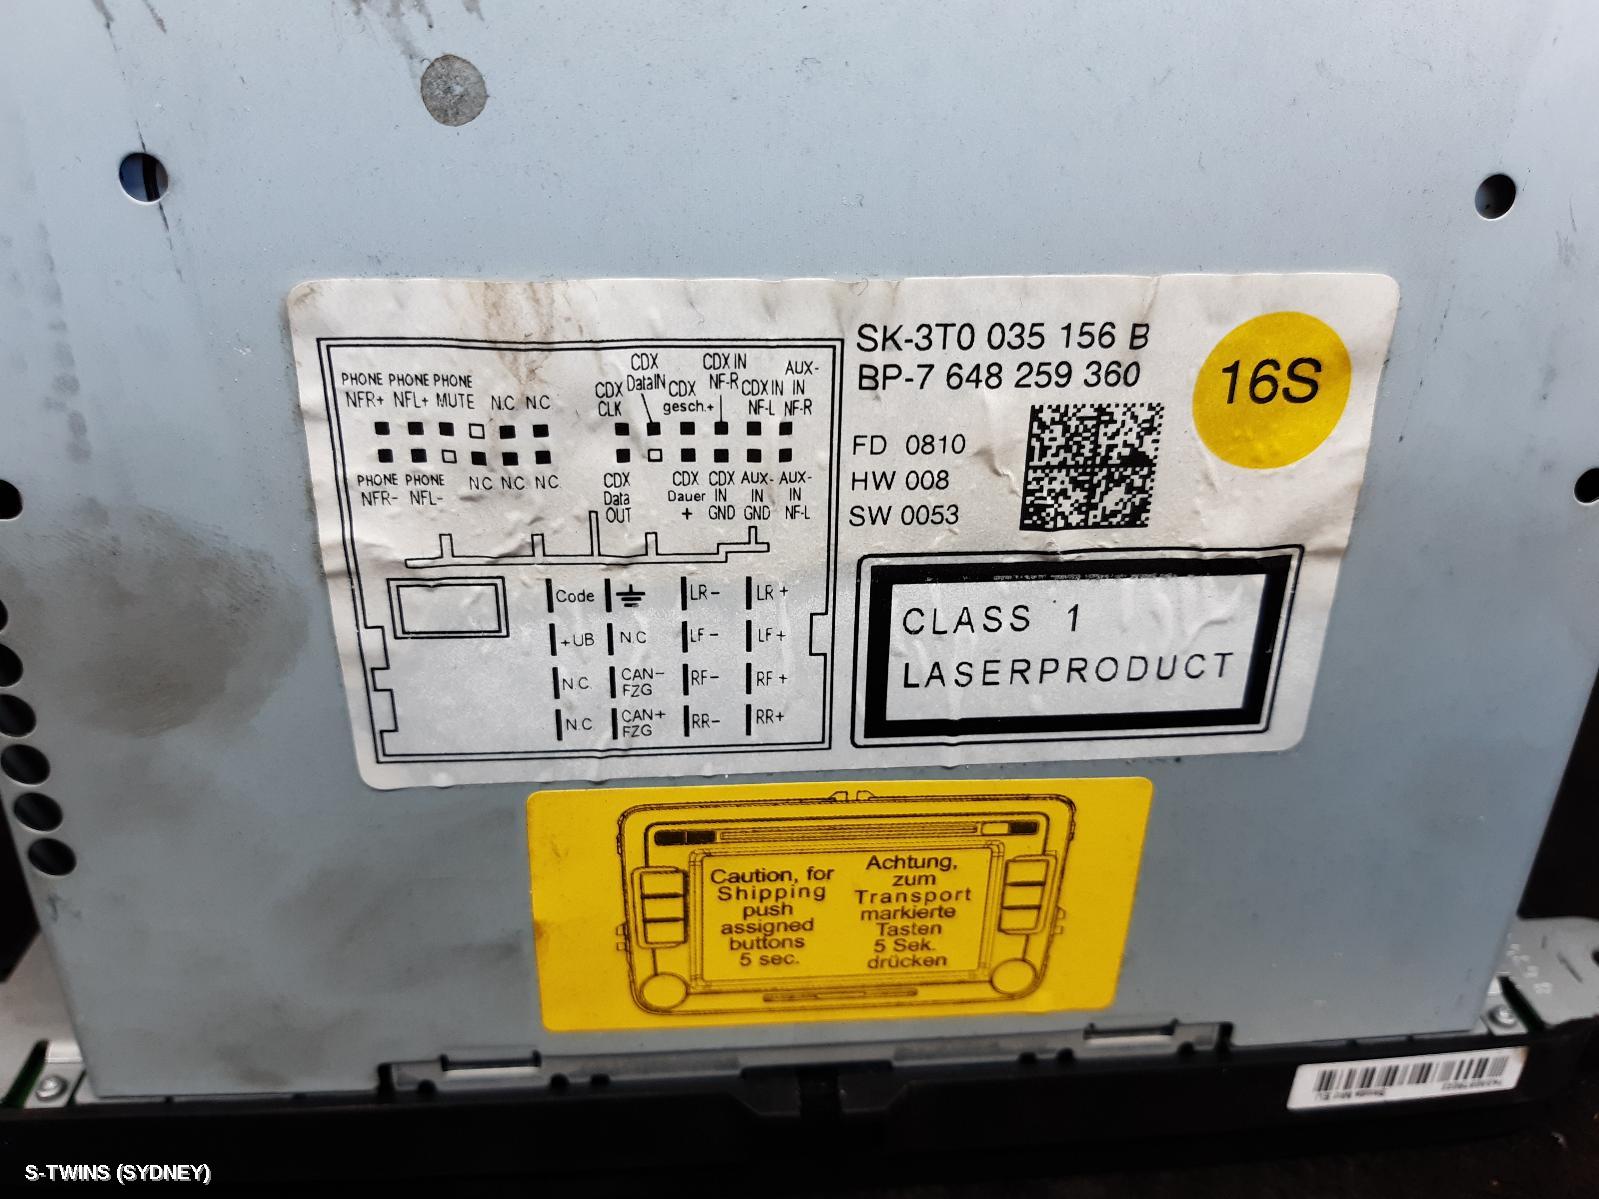 SK-3T0 035 156 B
BP-7 648 259 360
16S
FD 0810
HW 008
SW 0053
PHONE PHONE PHONE
NFR+ NFL+ MUTE N.C N.C
PHONE PHONE N.C N.C N.C
NFR- NFL-
CDX CLK
CDX DataIN
CDX gesch.+
CDX IN NF-R
CDX IN NF-L
AUX-IN NF-R
CDX Data OUT
CDX Dauer +
CDX IN GND
AUX-IN GND
AUX-IN NF-L
Code LR- LR+
+UB N.C LF- LF+
N.C CAN- FZG RF- RF+
N.C CAN+ FZG RR- RR+
CLASS 1
LASERPRODUCT
Caution, for
Shipping
push
assigned
buttons
5 sec.
Achtung,
zum
Transport
markierte
Tasten
5 Sek.
drücken
S-TWINS (SYDNEY)